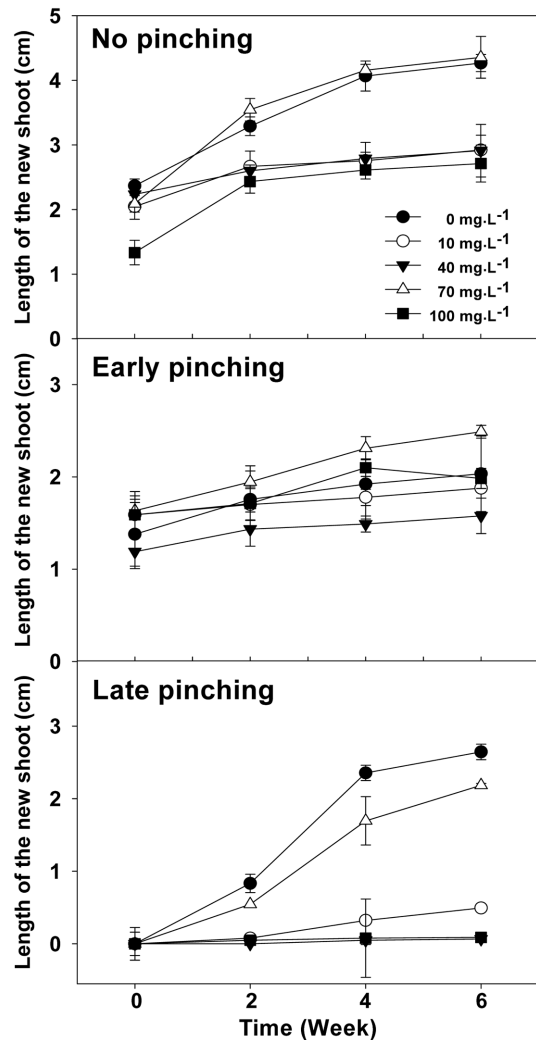 No pinching
5
4
3
2
1
0
Length of the new shoot (cm)
0 mg.L-1
10 mg.L-1
40 mg.L-1
70 mg.L-1
100 mg.L-1
Early pinching
3
2
1
0
Length of the new shoot (cm)
Late pinching
3
2
1
0
Length of the new shoot (cm)
0 2 4 6
Time (Week)